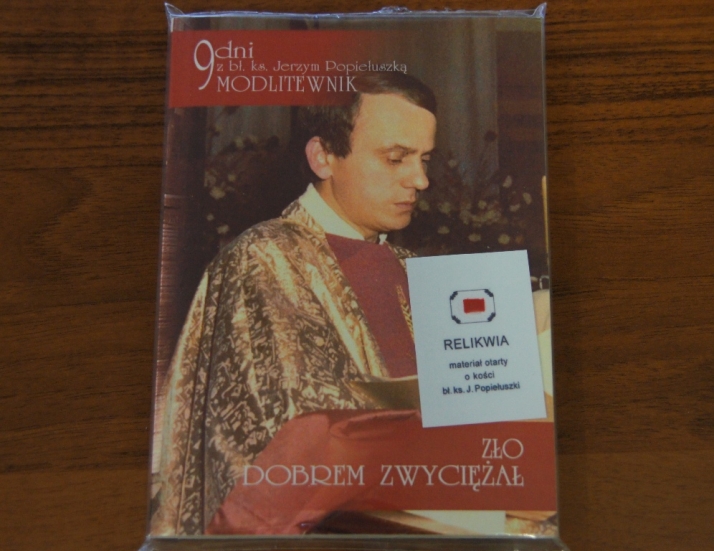 9 dni
z bł. ks. Jerzym Popiełuszką
MODLITEWNIK
RELIKWIA
materiał otarty
o kości
bł. ks. J. Popiełuszki
ZŁO
DOBREM ZWYCIĘŻAŁ